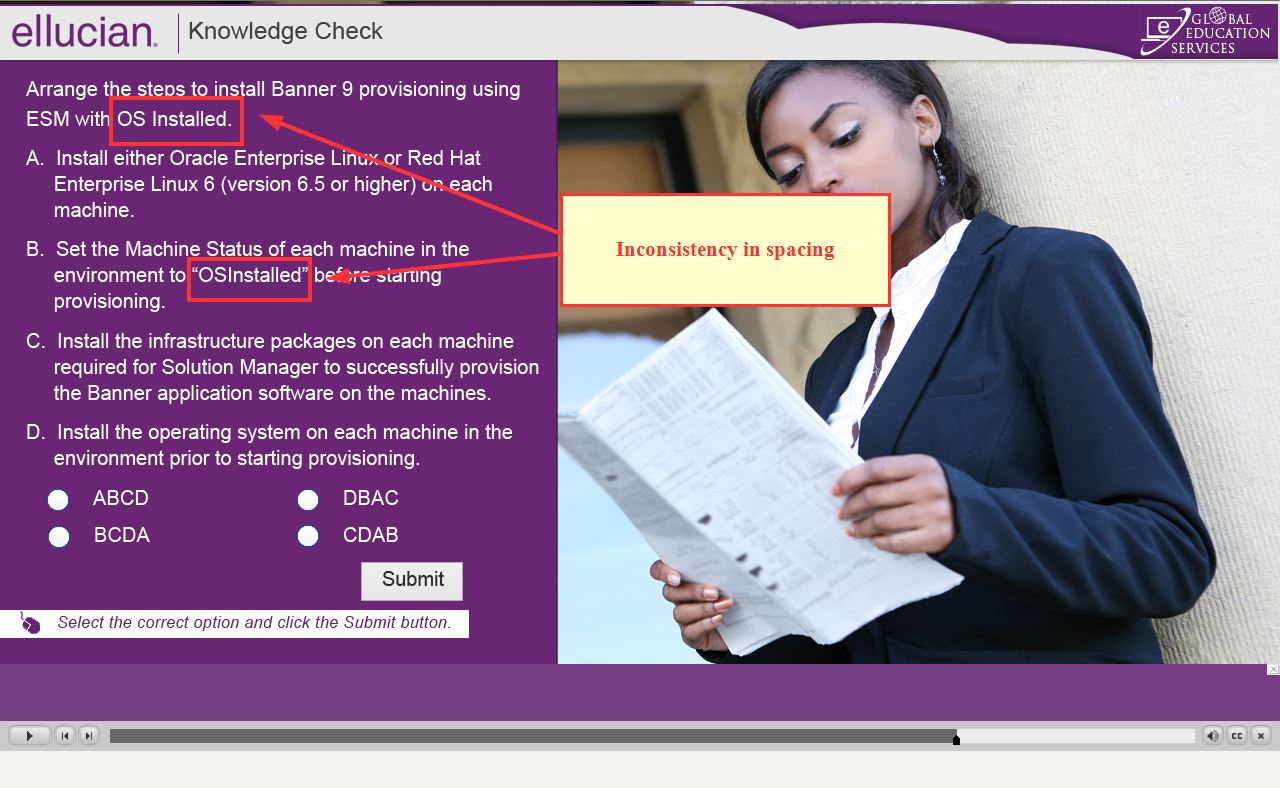 ellucian.
Knowledge Check
e GLOBAL
EDUCATION
SERVICES
Arrange the steps to install Banner 9 provisioning using
ESM with OS Installed.
A. Install either Oracle Enterprise Linux or Red Hat
Enterprise Linux 6 (version 6.5 or higher) on each
machine.
B. Set the Machine Status of each machine in the
environment to “OSInstalled” before starting
provisioning.
C. Install the infrastructure packages on each machine
required for Solution Manager to successfully provision
the Banner application software on the machines.
D. Install the operating system on each machine in the
environment prior to starting provisioning.
ABCD
DBAC
BCDA
CDAB
Submit
Select the correct option and click the Submit button.
Inconsistency in spacing
CC